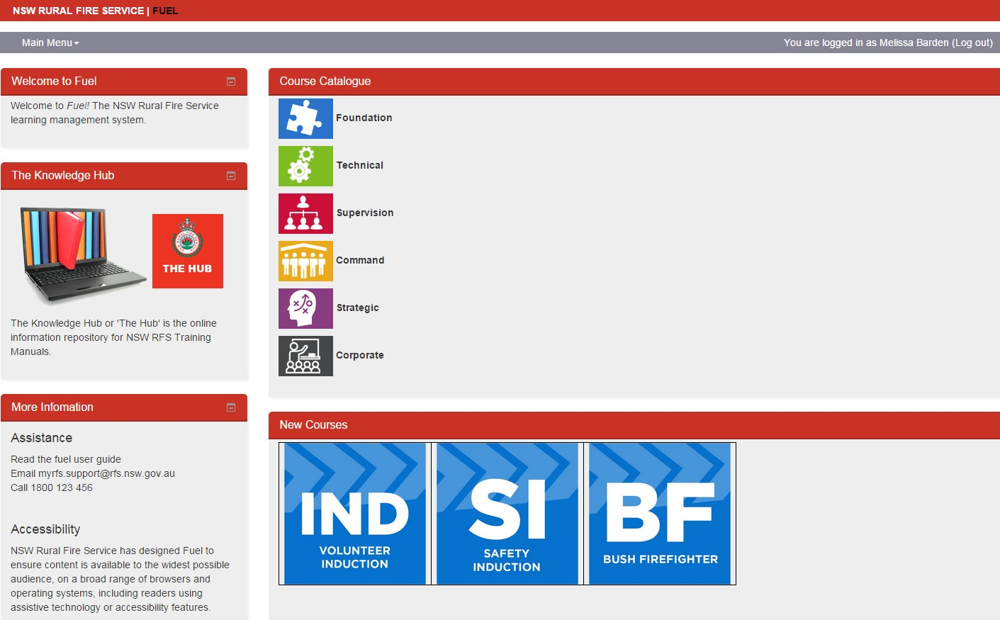 NSW RURAL FIRE SERVICE | FUEL
Main Menu
You are logged in as Melissa Barden (Log out)
Welcome to Fuel
Welcome to Fuel! The NSW Rural Fire Service
learning management system.
The Knowledge Hub
THE HUB
The Knowledge Hub or 'The Hub' is the online
information repository for NSW RFS Training
Manuals.
More Infomation
Assistance
Read the fuel user guide
Email myrfs.support@rfs.nsw.gov.au
Call 1800 123 456
Accessibility
NSW Rural Fire Service has designed Fuel to
ensure content is available to the widest possible
audience, on a broad range of browsers and
operating systems, including readers using
assistive technology or accessibility features.
Course Catalogue
Foundation
Technical
Supervision
Command
Strategic
Corporate
New Courses
IND
VOLUNTEER
INDUCTION
SI
SAFETY
INDUCTION
BF
BUSH FIREFIGHTER